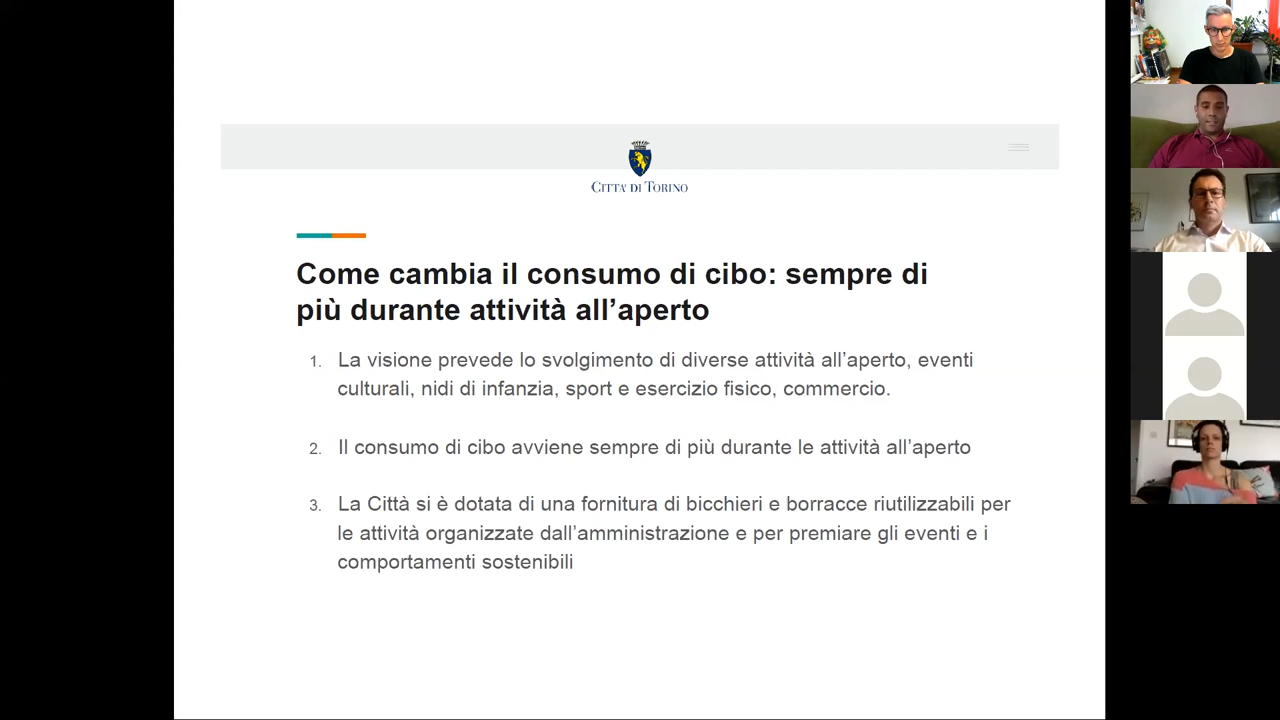 CITTA' DI TORINO
Come cambia il consumo di cibo: sempre di
più durante attività all’aperto
1. La visione prevede lo svolgimento di diverse attività all’aperto, eventi
culturali, nidi di infanzia, sport e esercizio fisico, commercio.
2. Il consumo di cibo avviene sempre di più durante le attività all’aperto
3. La Città si è dotata di una fornitura di bicchieri e borracce riutilizzabili per
le attività organizzate dall’amministrazione e per premiare gli eventi e i
comportamenti sostenibili